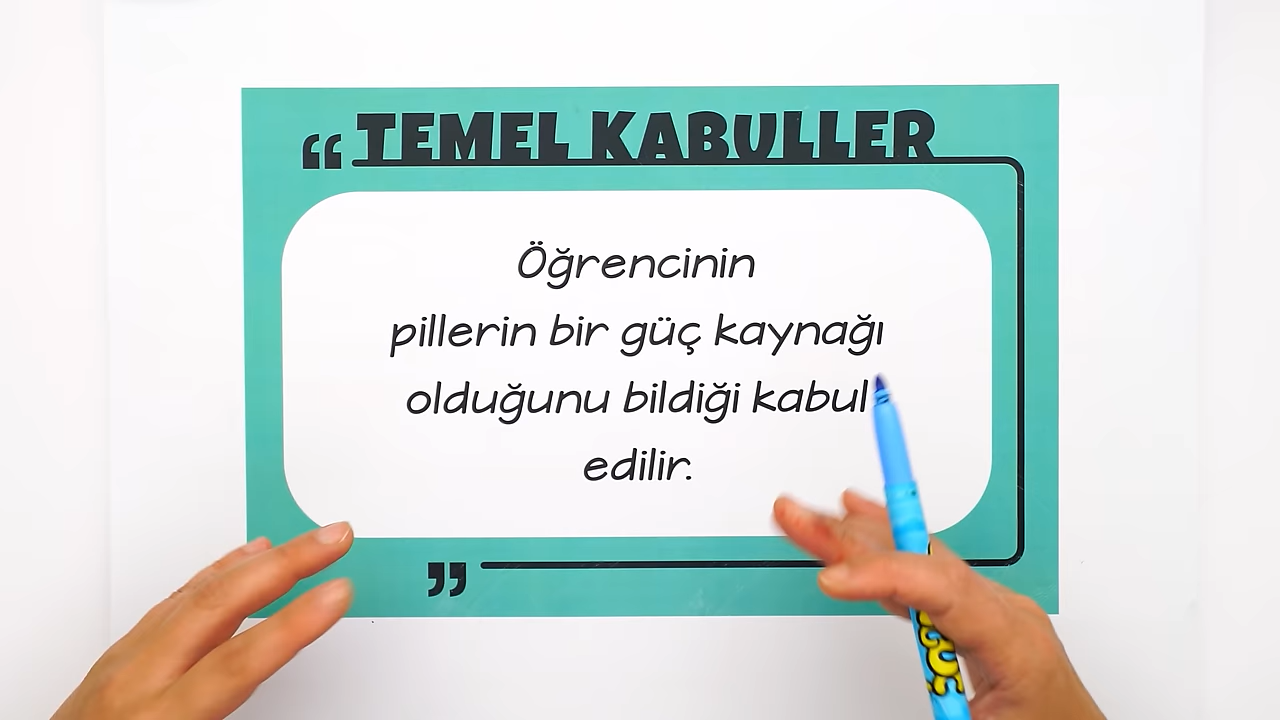 “TEMEL KABULLER
Öğrencinin
pillerin bir güç kaynağı
olduğunu bildiği kabul
edilir.
”